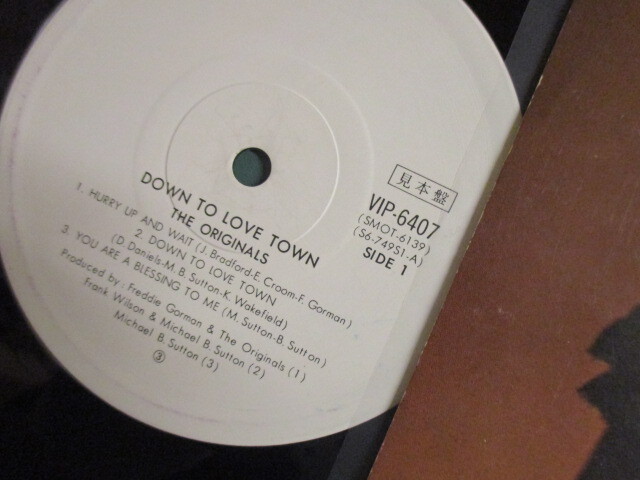 見本盤
VIP-6407
(SMOT-6139)
(S6-749S1-A)
SIDE 1
DOWN TO LOVE TOWN
THE ORIGINALS
1. HURRY UP AND WAIT (J. Bradford-E. Croom-F. Gorman)
2. DOWN TO LOVE TOWN
(D. Daniels-M. B. Sutton-K. Wakefield)
3. YOU ARE A BLESSING TO ME (M. Sutton-B. Sutton)
Produced by: Freddie Gorman & The Originals (1)
Frank Wilson & Michael B. Sutton (2)
Michael B. Sutton (3)
③